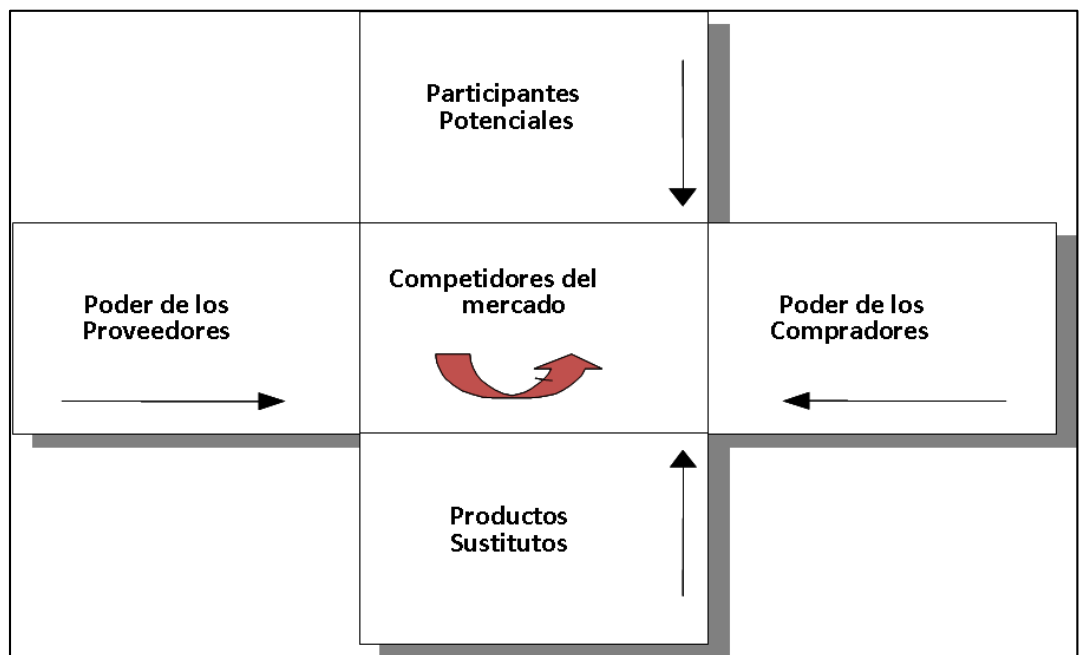 Participantes
Potenciales
Competidores del
mercado
Poder de los
Proveedores
Poder de los
Compradores
Productos
Sustitutos